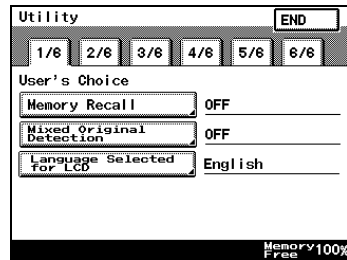 Utility
END
1/6 2/6 3/6 4/6 5/6 6/6
User's Choice
Memory Recall OFF
Mixed Original
Detection OFF
Language Selected
for LCD English
Memory
Free 100%